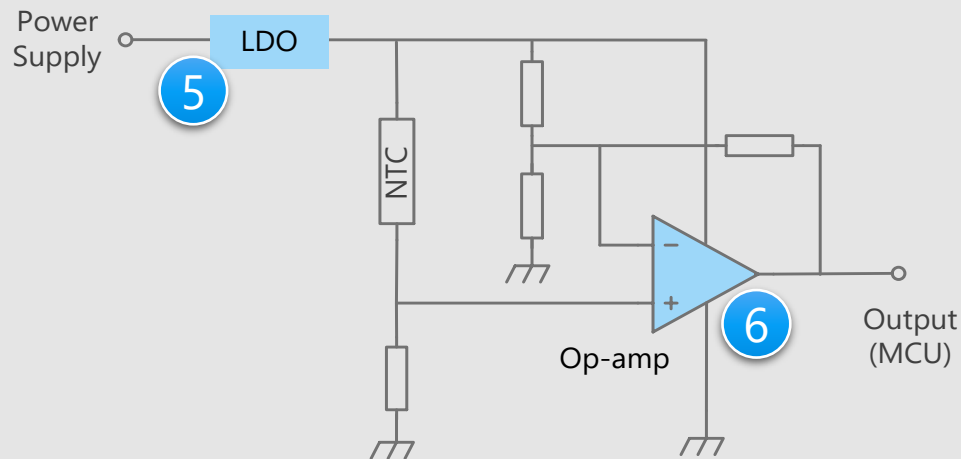 Power
Supply
LDO
5
NTC
−
+
6
Op-amp
Output
(MCU)